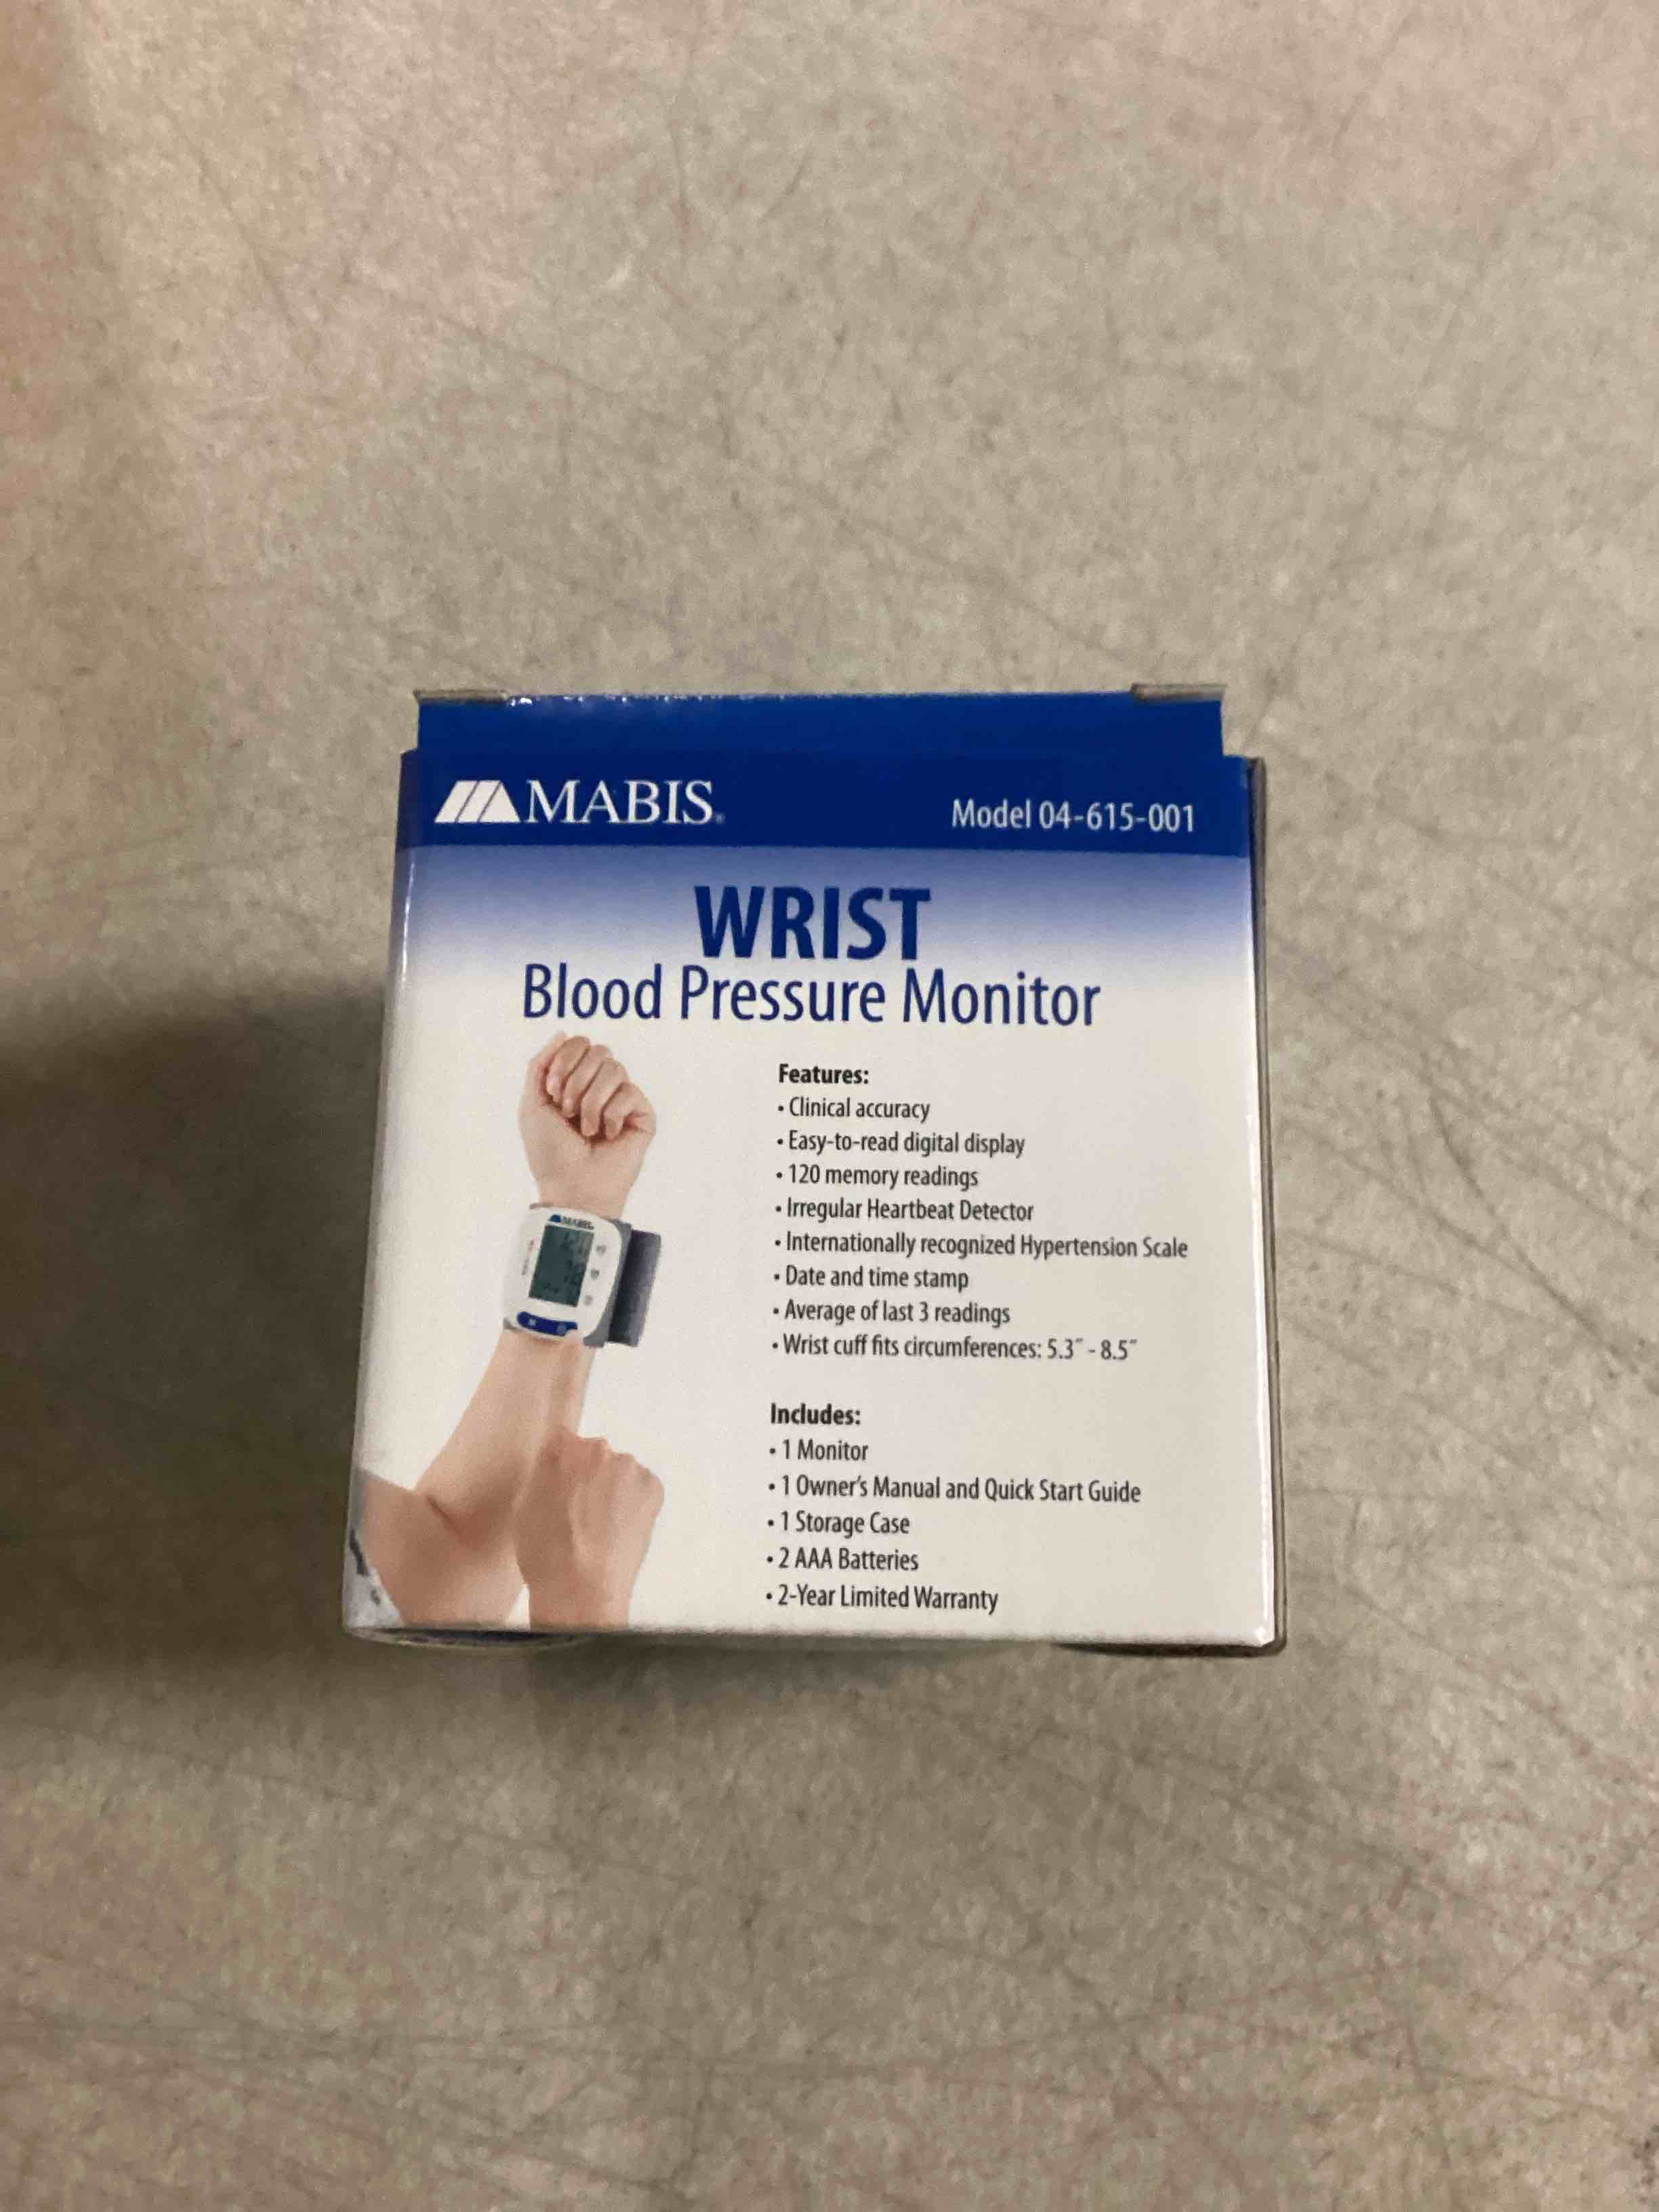 MABIS®
Model 04-615-001
WRIST
Blood Pressure Monitor
Features:
• Clinical accuracy
• Easy-to-read digital display
• 120 memory readings
• Irregular Heartbeat Detector
• Internationally recognized Hypertension Scale
• Date and time stamp
• Average of last 3 readings
• Wrist cuff fits circumferences: 5.3" - 8.5"
MABIS
Includes:
• 1 Monitor
• 1 Owner's Manual and Quick Start Guide
• 1 Storage Case
• 2 AAA Batteries
• 2-Year Limited Warranty